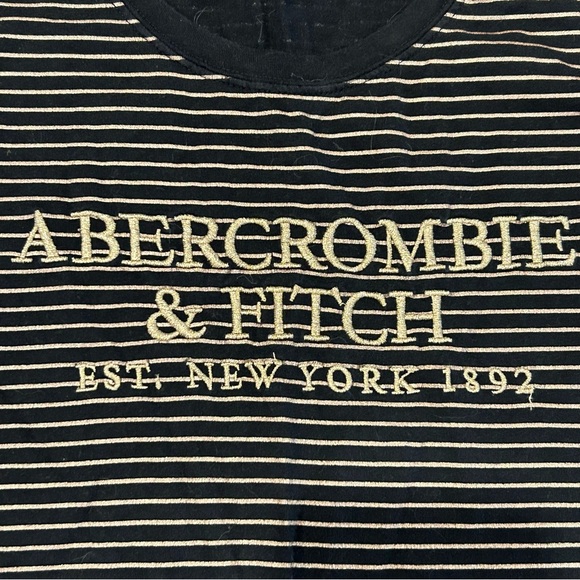 ABERCROMBIE
& FITCH
EST. NEW YORK 1892